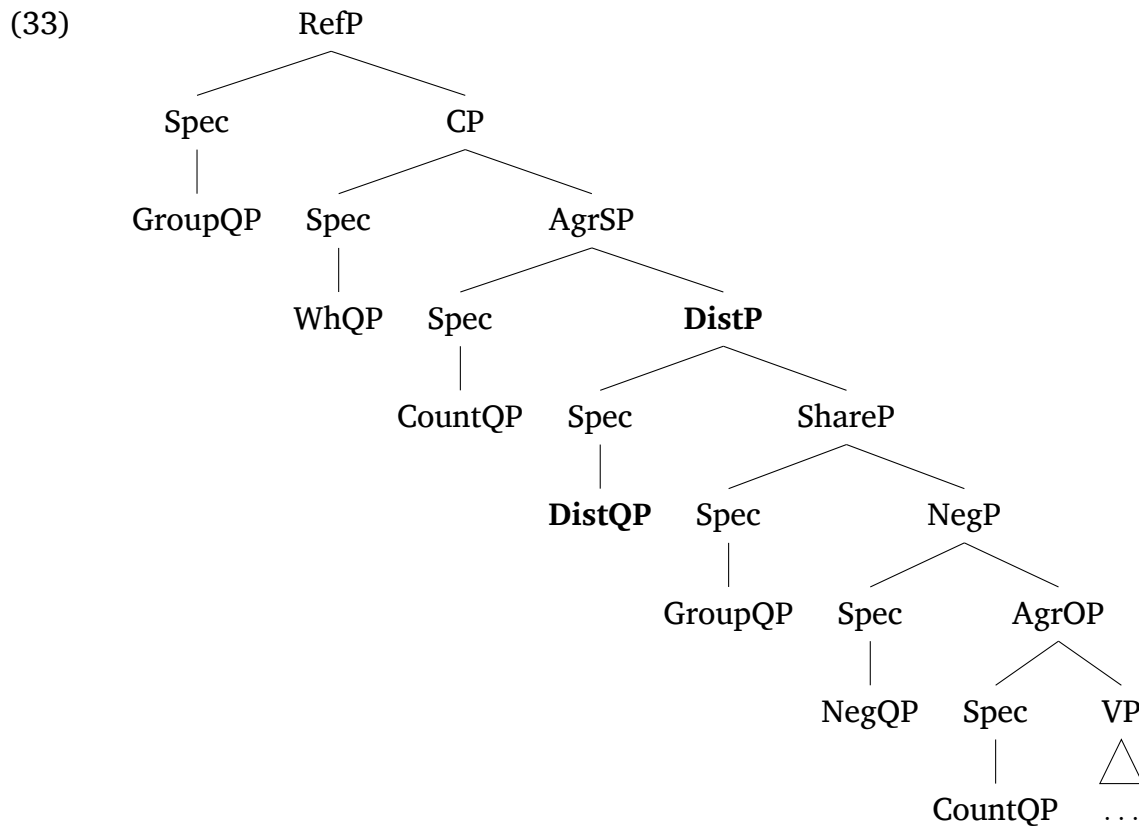 (33) RefP
Spec CP
GroupQP Spec AgrSP
WhQP Spec DistP
CountQP Spec ShareP
DistQP Spec NegP
GroupQP Spec AgrOP
NegQP Spec VP
CountQP ...